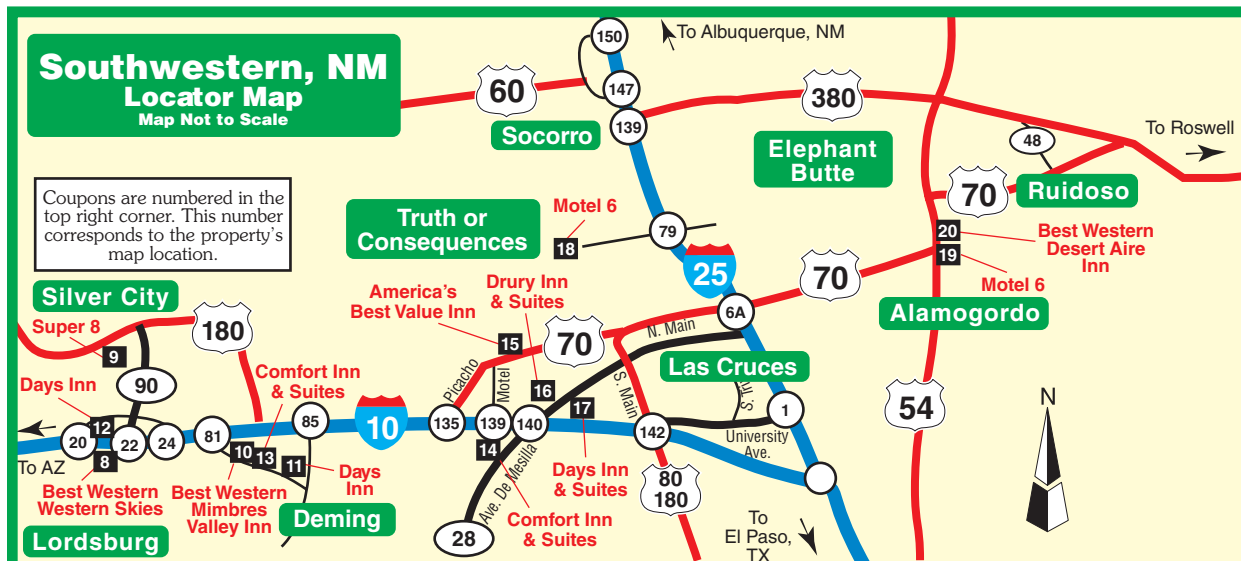 Southwestern, NM
Locator Map
Map Not to Scale
Coupons are numbered in the
top right corner. This number
corresponds to the property's
map location.
150
To Albuquerque, NM
60
147
139
Socorro
380
Elephant
Butte
48
To Roswell
70
Ruidoso
Truth or
Consequences
Motel 6
18
79
25
70
20
19
Best Western
Desert Aire
Inn
Motel 6
Alamogordo
54
Silver City
Super 8
9
180
90
America's
Best Value Inn
15
Drury Inn
& Suites
16
70
N. Main
6A
Las Cruces
Picacho
Motel
S. Main
1
University
Ave.
Days Inn
12
Comfort Inn
& Suites
20
22
24
81
85
10
135
139
140
17
142
To AZ
8
Best Western
Western Skies
Lordsburg
10
13
11
Best Western
Mimbres
Valley Inn
Days
Inn
Deming
14
Ave. De Mesilla
28
Comfort Inn
& Suites
Days Inn
& Suites
80
180
To
El Paso,
TX
N